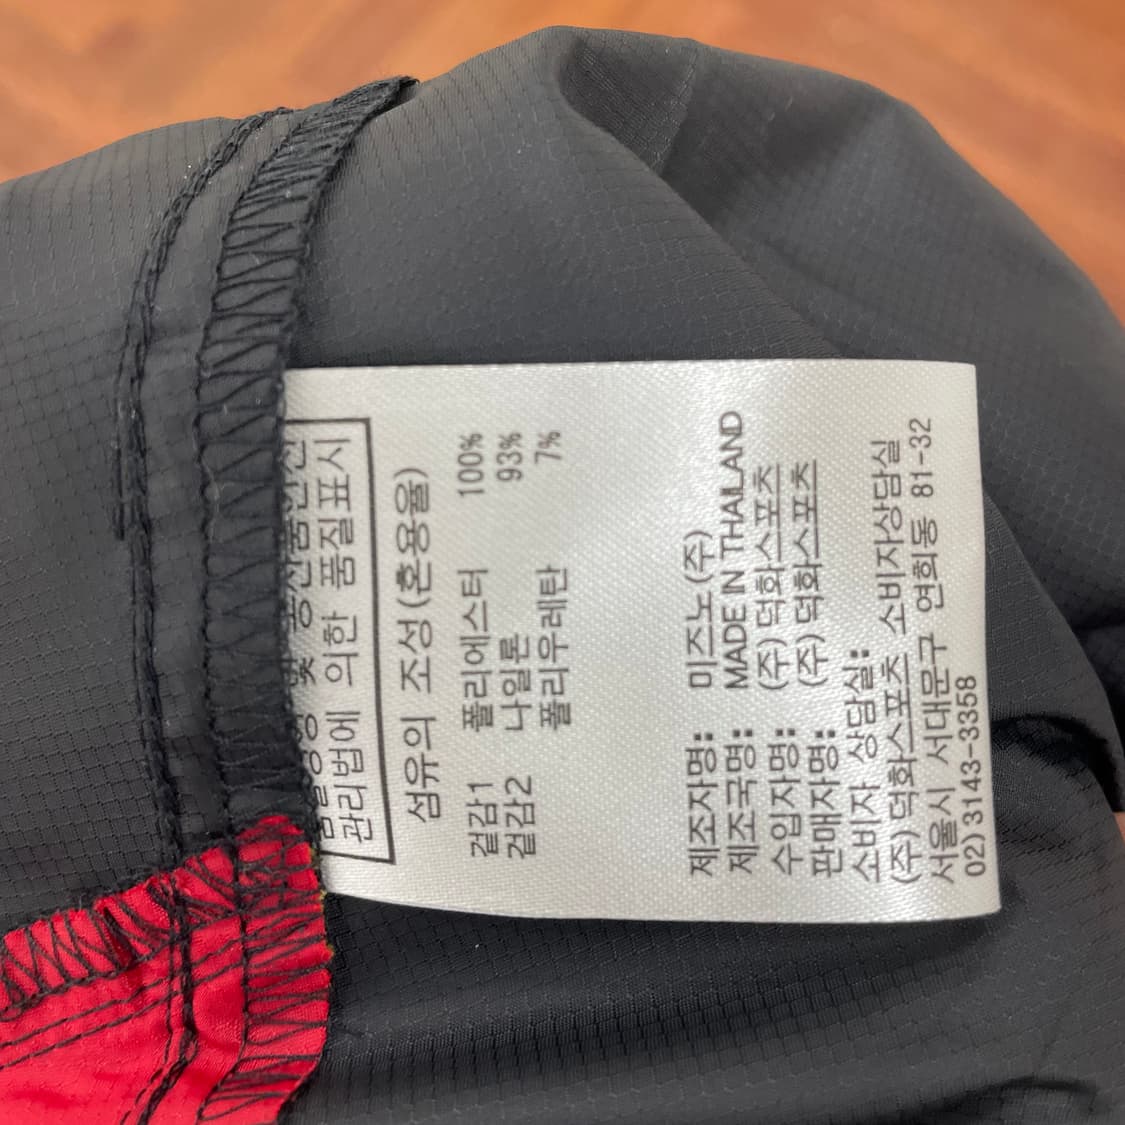 및 공산품안전
관리법에 의한 품질표시
섬유의 조성(혼용율)
겉감1 폴리에스터 100%
겉감2 나일론 93%
폴리우레탄 7%
제조자명: 미즈노(주)
제조국명: MADE IN THAILAND
수입자명: (주)덕화스포츠
판매자명: (주)덕화스포츠
소비자 상담실:
(주)덕화스포츠 소비자상담실
서울시 서대문구 연희동 81-32
02)3143-3358